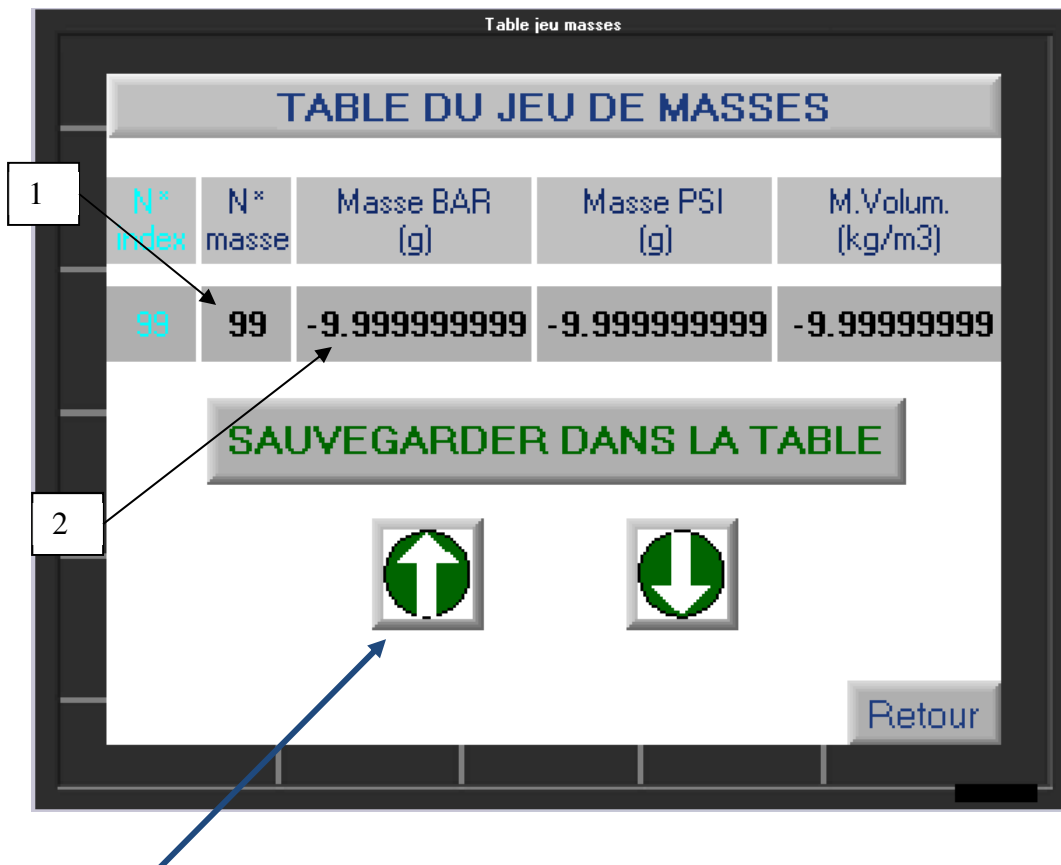 Table jeu masses
TABLE DU JEU DE MASSES
1
N° index
N° masse
Masse BAR (g)
Masse PSI (g)
M.Volum. (kg/m3)
99
99
-9.999999999
-9.999999999
-9.99999999
SAUVEGARDER DANS LA TABLE
2
Retour